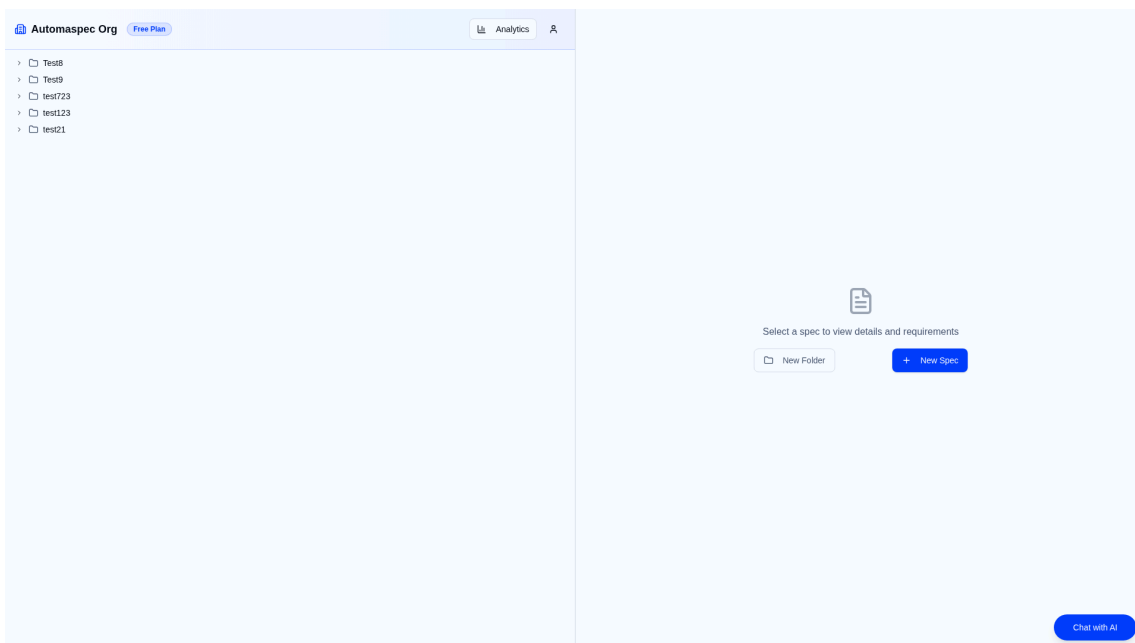 Automaspec Org
Free Plan
Analytics
Test8
Test9
test723
test123
test21
Select a spec to view details and requirements
New Folder
New Spec
Chat with AI